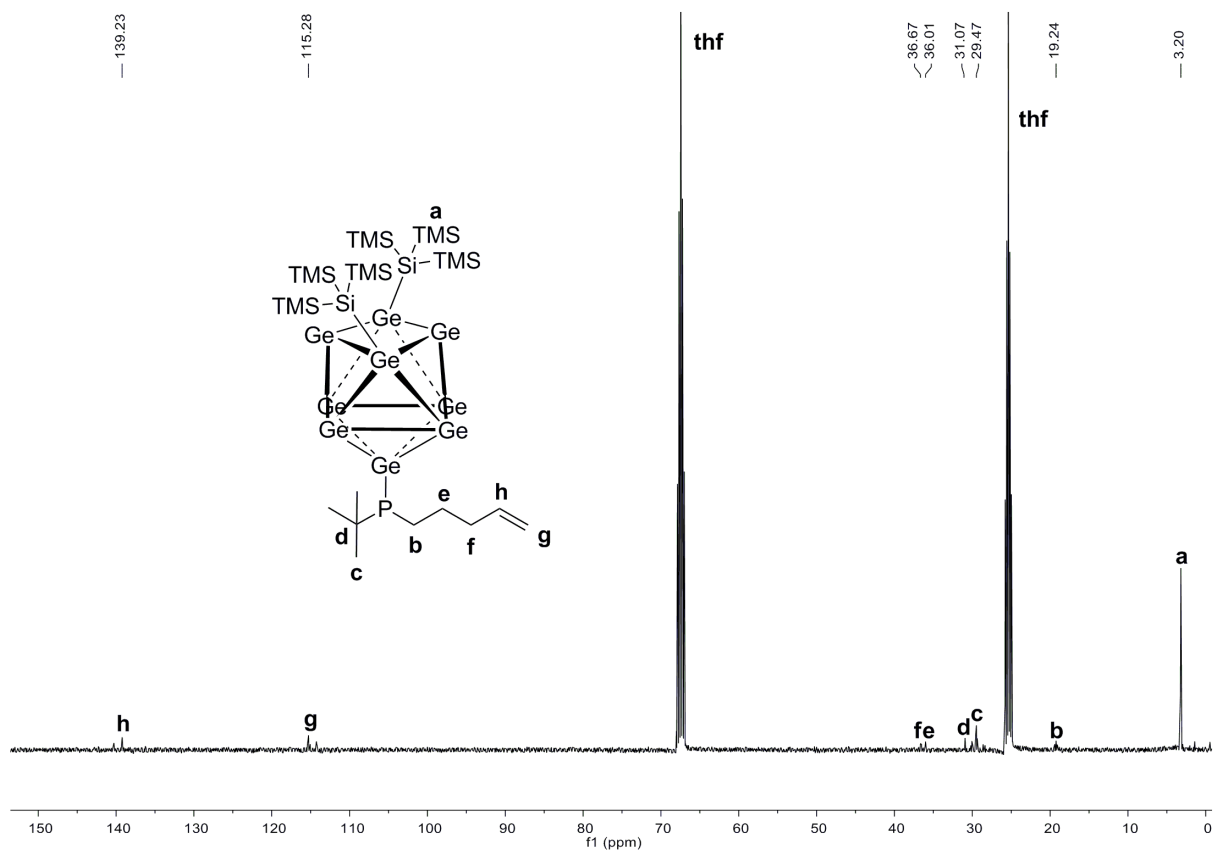 139.23
115.28
36.67
36.01
31.07
29.47
19.24
3.20
thf
thf
a
TMS
TMS
Si
TMS
TMS
TMS
TMS
Si
Ge
Ge
Ge
Ge
Ge
Ge
Ge
Ge
Ge
P
e
h
d
b
f
g
c
a
h
g
f
e
d
c
b
150
140
130
120
110
100
90
80
70
60
50
40
30
20
10
0
f1 (ppm)